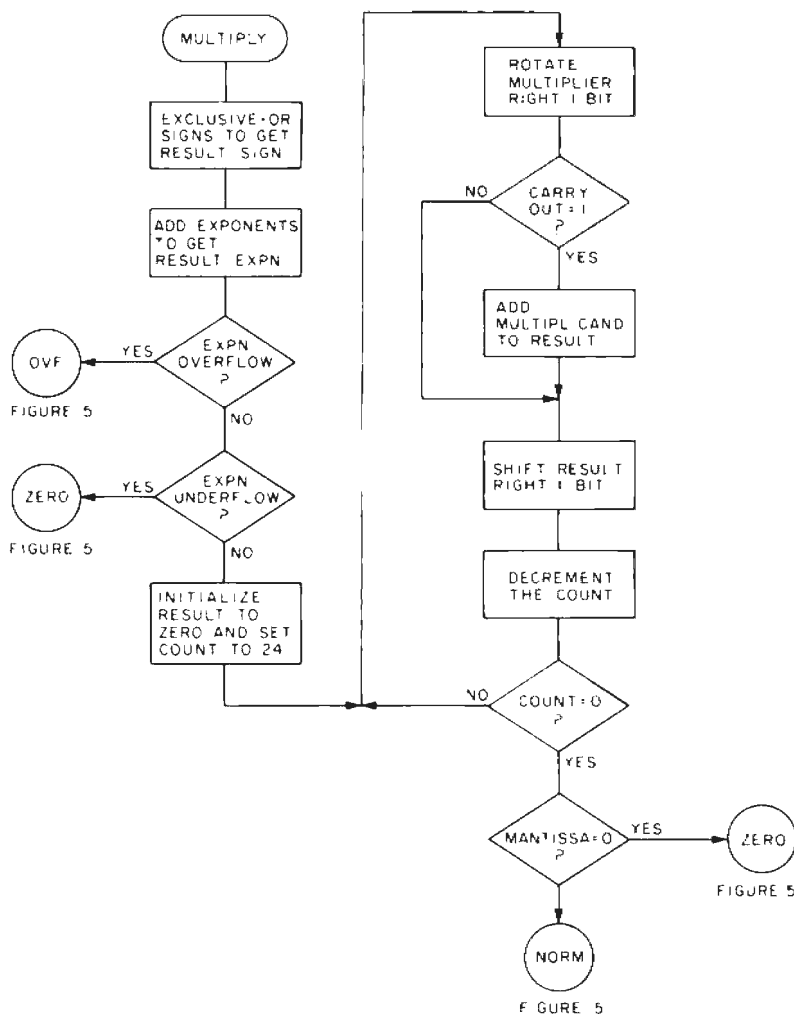 MULTIPLY
EXCLUSIVE-OR
SIGNS TO GET
RESULT SIGN
ADD EXPONENTS
TO GET
RESULT EXPN
EXPN
OVERFLOW
?
YES
OVF
FIGURE 5
NO
EXPN
UNDERFLOW
?
YES
ZERO
FIGURE 5
NO
INITIALIZE
RESULT TO
ZERO AND SET
COUNT TO 24
ROTATE
MULTIPLIER
RIGHT 1 BIT
CARRY
OUT=1
?
NO
YES
ADD
MULTIPL CAND
TO RESULT
SHIFT RESULT
RIGHT 1 BIT
DECREMENT
THE COUNT
COUNT=0
?
NO
YES
MANTISSA=0
?
YES
ZERO
FIGURE 5
NORM
F GURE 5